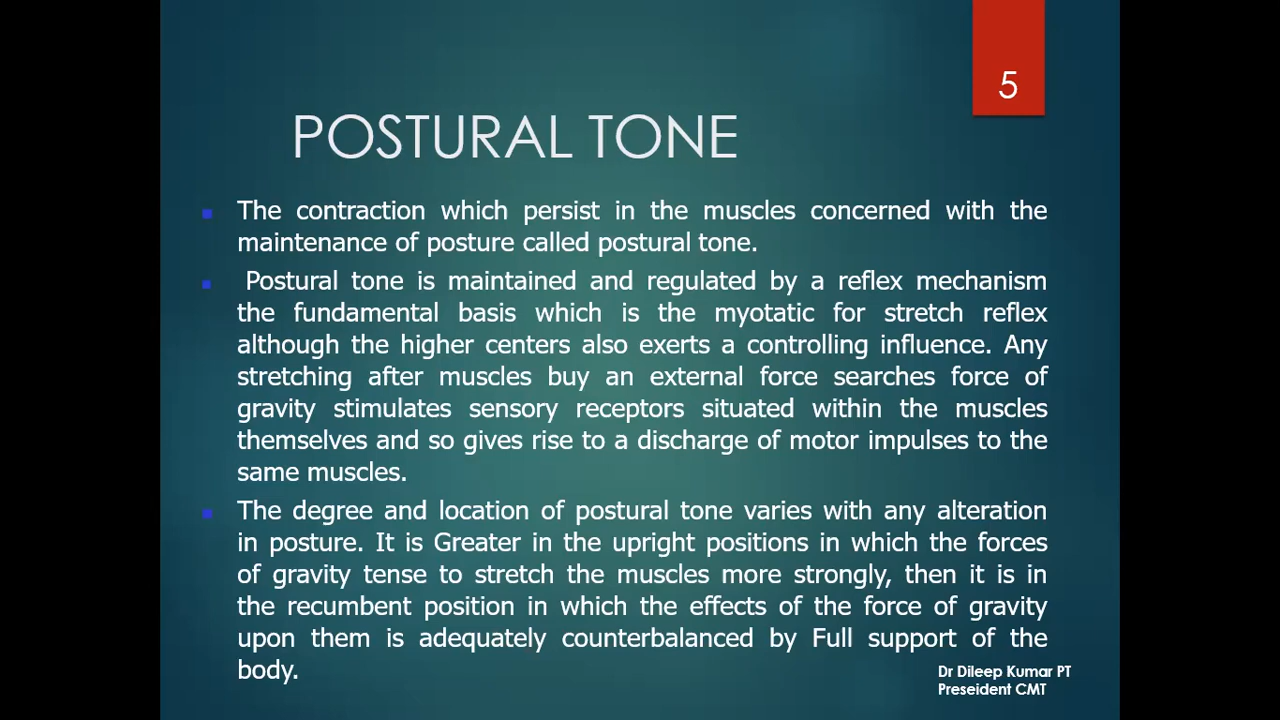 5
POSTURAL TONE
The contraction which persist in the muscles concerned with the
maintenance of posture called postural tone.
Postural tone is maintained and regulated by a reflex mechanism
the fundamental basis which is the myotatic for stretch reflex
although the higher centers also exerts a controlling influence. Any
stretching after muscles buy an external force searches force of
gravity stimulates sensory receptors situated within the muscles
themselves and so gives rise to a discharge of motor impulses to the
same muscles.
The degree and location of postural tone varies with any alteration
in posture. It is Greater in the upright positions in which the forces
of gravity tense to stretch the muscles more strongly, then it is in
the recumbent position in which the effects of the force of gravity
upon them is adequately counterbalanced by Full support of the
body.
Dr Dileep Kumar PT
Preseident CMT